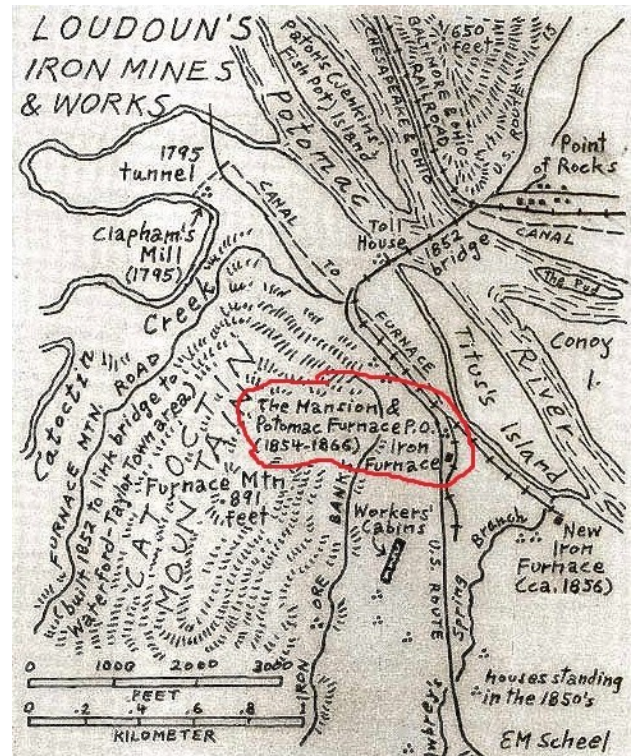 LOUDOUN'S
IRON MINES
& WORKS
Paton's (Jenkins,
Fish Pot) Island
Potomac
CHESAPEAKE & OHIO
BALTIMORE & OHIO
RAILROAD
650
feet
U.S. ROUTE 15
Point
of Rocks
CANAL
1795
tunnel
Clapham's
Mill
(1795)
CANAL TO FURNACE
Toll
House
1852
bridge
The Pud
Conoy
I.
River
Titus's Island
Catoctin Creek
FURNACE MTN ROAD
(built 1852 to link bridge to
Waterford-Taylor Town area)
CATOCTIN
MOUNTAIN
The Mansion &
Potomac Furnace P.O.
(1854-1866)
Iron
Furnace
Furnace Mtn
891
feet
IRON ORE BANK
Workers'
Cabins
U.S. ROUTE
Spring Branch
New
Iron
Furnace
(ca. 1856)
houses standing
in the 1850's
0 1000 2000 3000
FEET
0 .2 .4 .6 .8
KILOMETER
EM Scheel